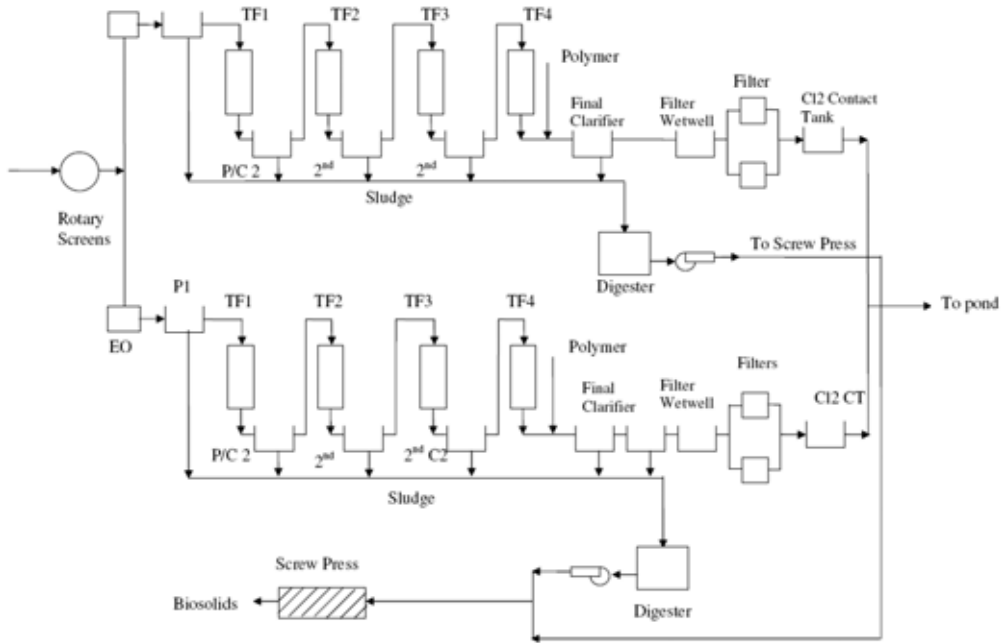 TF1
TF2
TF3
TF4
Polymer
Filter
Final
Clarifier
Filter
Wetwell
Cl2 Contact
Tank
P/C 2
2nd
2nd
Sludge
Rotary
Screens
To Screw Press
Digester
P1
TF1
TF2
TF3
TF4
To pond
EO
Polymer
Final
Clarifier
Filter
Wetwell
Filters
Cl2 CT
P/C 2
2nd
2nd C2
Sludge
Screw Press
Biosolids
Digester